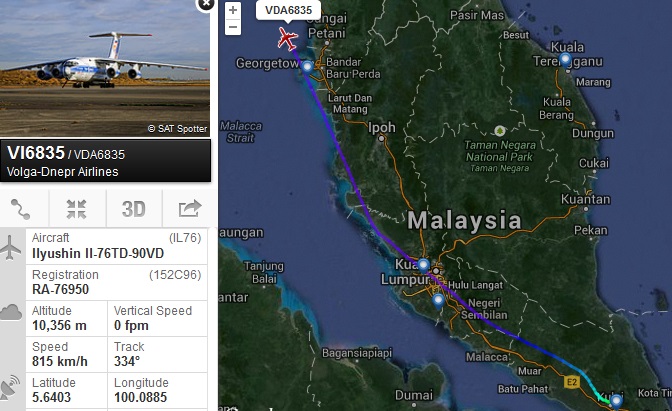 © SAT Spotter
VI6835 / VDA6835
Volga-Dnepr Airlines
3D
Aircraft (IL76)
Ilyushin Il-76TD-90VD
Registration (152C96)
RA-76950
Altitude
10,356 m
Vertical Speed
0 fpm
Speed
815 km/h
Track
334°
Latitude
5.6403
Longitude
100.0885
+
−
VDA6835
Sungai
Petani
Georgetown
Bandar
Baru Perda
Larut Dan
Matang
Malacca
Strait
Ipoh
Pasir Mas
Besut
Kuala
Terengganu
Marang
Kuala
Berang
Dungun
Taman Negara
National Park
Taman Negara
Cukai
Kuantan
Pekan
Malaysia
Kuala
Lumpur
Hulu Langat
Negeri
Sembilan
Tanjung
Balai
Bagansiapiapi
Malacca
Muar
Batu Pahat
E2
Dumai
Kota